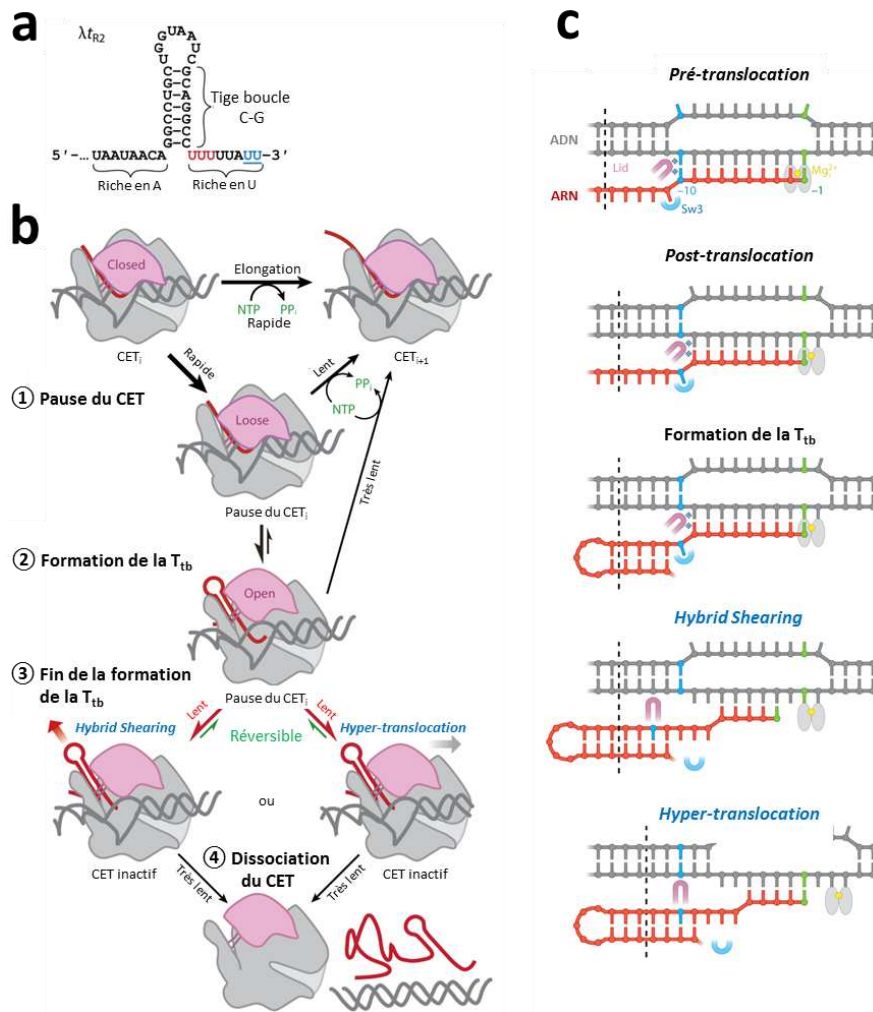 a
λtR2
GGUAAUC
GGCCUGCU
GCAGGCC
Tige boucle
C-G
5′-... UAAUAACA
UUUUUAUU-3′
Riche en A
Riche en U
b
Closed
Elongation
NTP
PPi
Rapide
CETi
CETi+1
Rapide
Lent
① Pause du CET
Loose
PPi
NTP
Très lent
Pause du CETi
② Formation de la Ttb
Open
③ Fin de la formation
de la Ttb
Pause du CETi
Lent
Lent
Hybrid Shearing
Réversible
Hyper-translocation
ou
CET inactif
④ Dissociation
du CET
CET inactif
Très lent
Très lent
c
Pré-translocation
ADN
Lid
Mg2+
ARN
-10
-1
Sw3
Post-translocation
Formation de la Ttb
Hybrid Shearing
Hyper-translocation